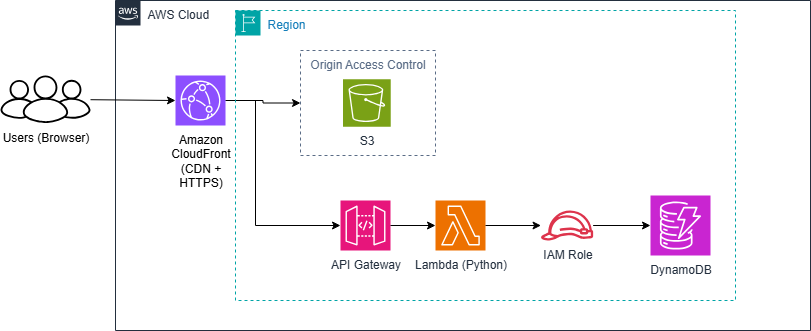 aws
AWS Cloud
Region
Origin Access Control
S3
Users (Browser)
Amazon
CloudFront
(CDN +
HTTPS)
API Gateway
Lambda (Python)
IAM Role
DynamoDB